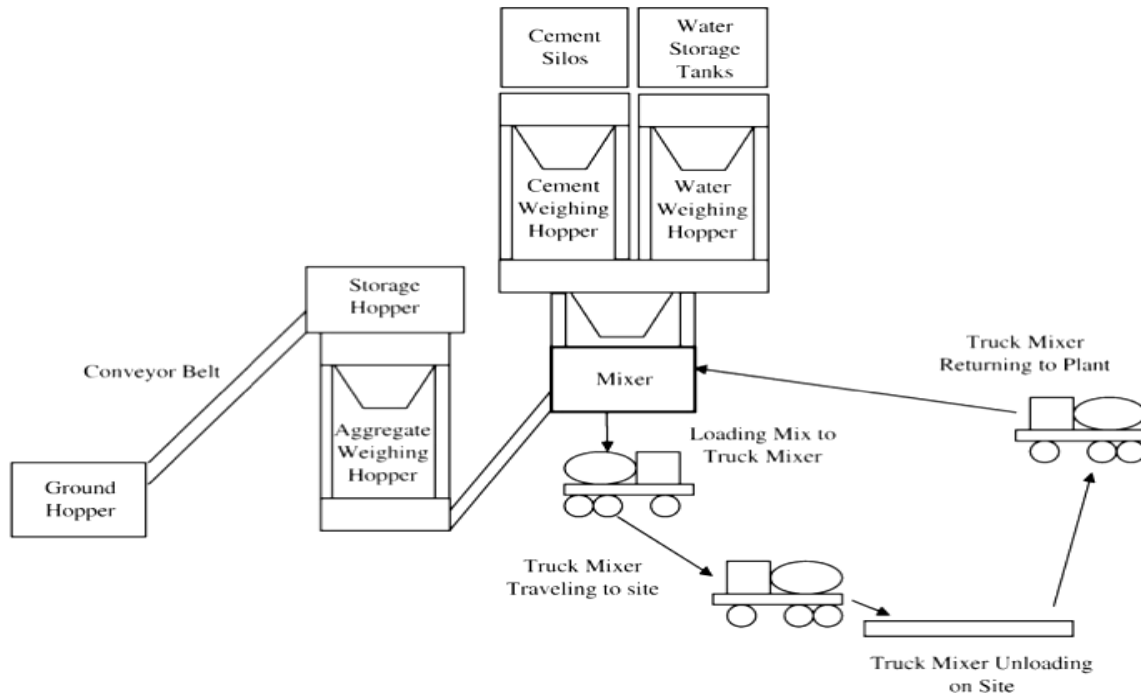 Cement
Silos
Water
Storage
Tanks
Cement
Weighing
Hopper
Water
Weighing
Hopper
Storage
Hopper
Conveyor Belt
Aggregate
Weighing
Hopper
Ground
Hopper
Mixer
Truck Mixer
Returning to Plant
Loading Mix to
Truck Mixer
Truck Mixer
Traveling to site
Truck Mixer Unloading
on Site